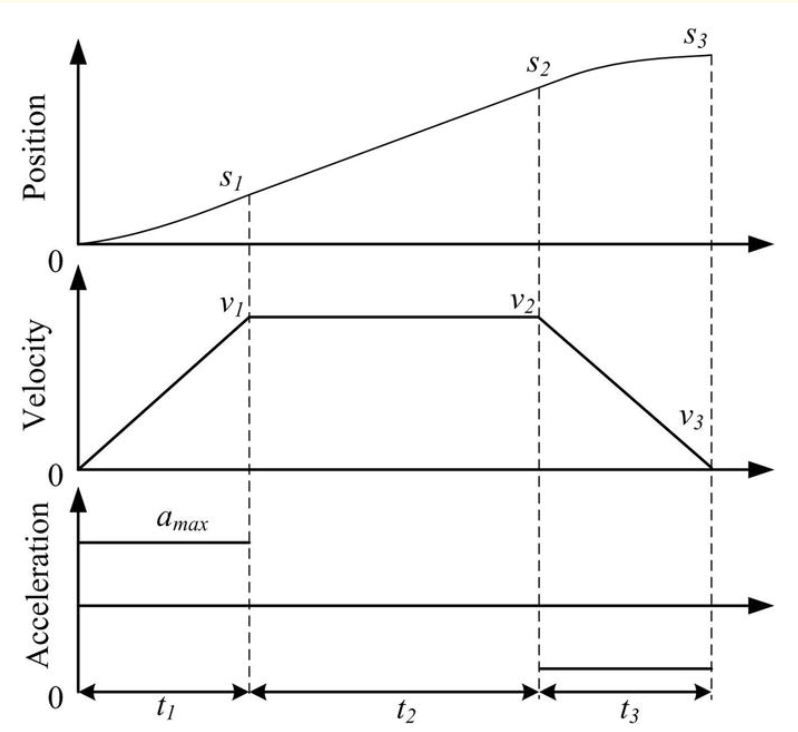 s3
s2
s1
Position
0
v1
v2
v3
Velocity
0
amax
Acceleration
0
t1
t2
t3